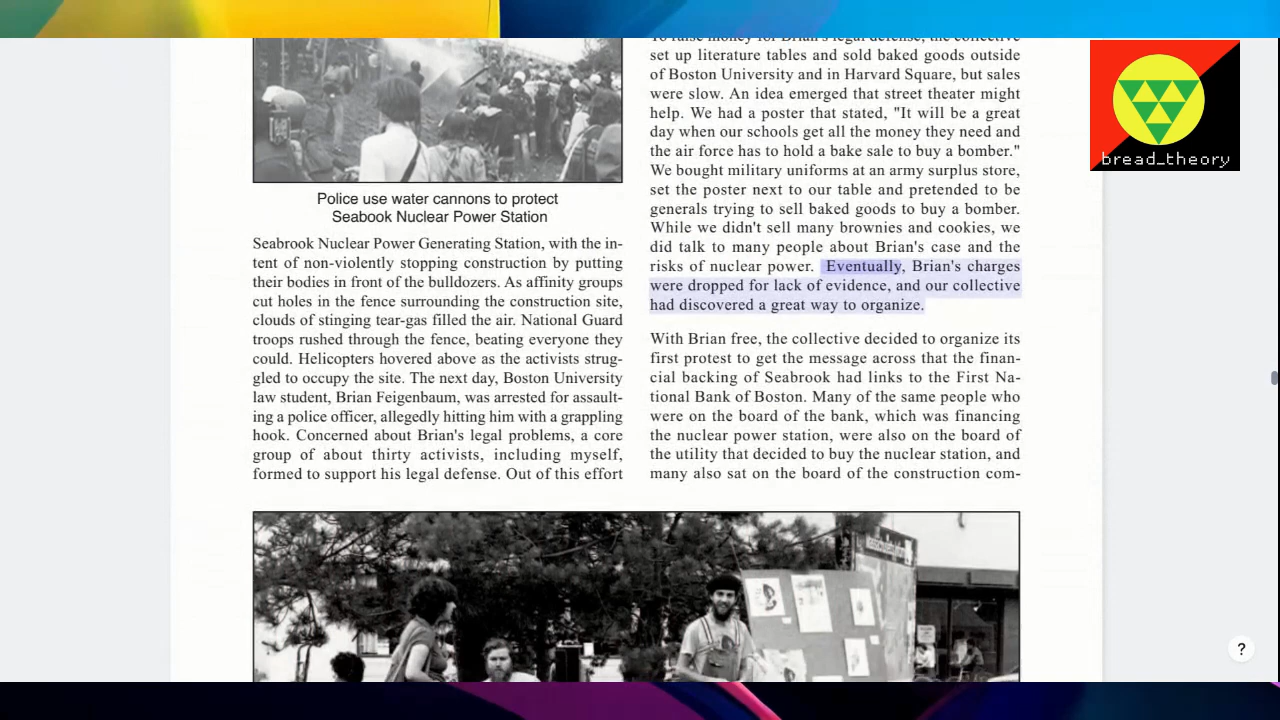 Police use water cannons to protect
Seabook Nuclear Power Station
Seabrook Nuclear Power Generating Station, with the in-
tent of non-violently stopping construction by putting
their bodies in front of the bulldozers. As affinity groups
cut holes in the fence surrounding the construction site,
clouds of stinging tear-gas filled the air. National Guard
troops rushed through the fence, beating everyone they
could. Helicopters hovered above as the activists strug-
gled to occupy the site. The next day, Boston University
law student, Brian Feigenbaum, was arrested for assault-
ing a police officer, allegedly hitting him with a grappling
hook. Concerned about Brian's legal problems, a core
group of about thirty activists, including myself,
formed to support his legal defense. Out of this effort
To raise money for Brian's legal defense, the collective
set up literature tables and sold baked goods outside
of Boston University and in Harvard Square, but sales
were slow. An idea emerged that street theater might
help. We had a poster that stated, "It will be a great
day when our schools get all the money they need and
the air force has to hold a bake sale to buy a bomber."
We bought military uniforms at an army surplus store,
set the poster next to our table and pretended to be
generals trying to sell baked goods to buy a bomber.
While we didn't sell many brownies and cookies, we
did talk to many people about Brian's case and the
risks of nuclear power. Eventually, Brian's charges
were dropped for lack of evidence, and our collective
had discovered a great way to organize.
With Brian free, the collective decided to organize its
first protest to get the message across that the finan-
cial backing of Seabrook had links to the First Na-
tional Bank of Boston. Many of the same people who
were on the board of the bank, which was financing
the nuclear power station, were also on the board of
the utility that decided to buy the nuclear station, and
many also sat on the board of the construction com-
bread_theory
?